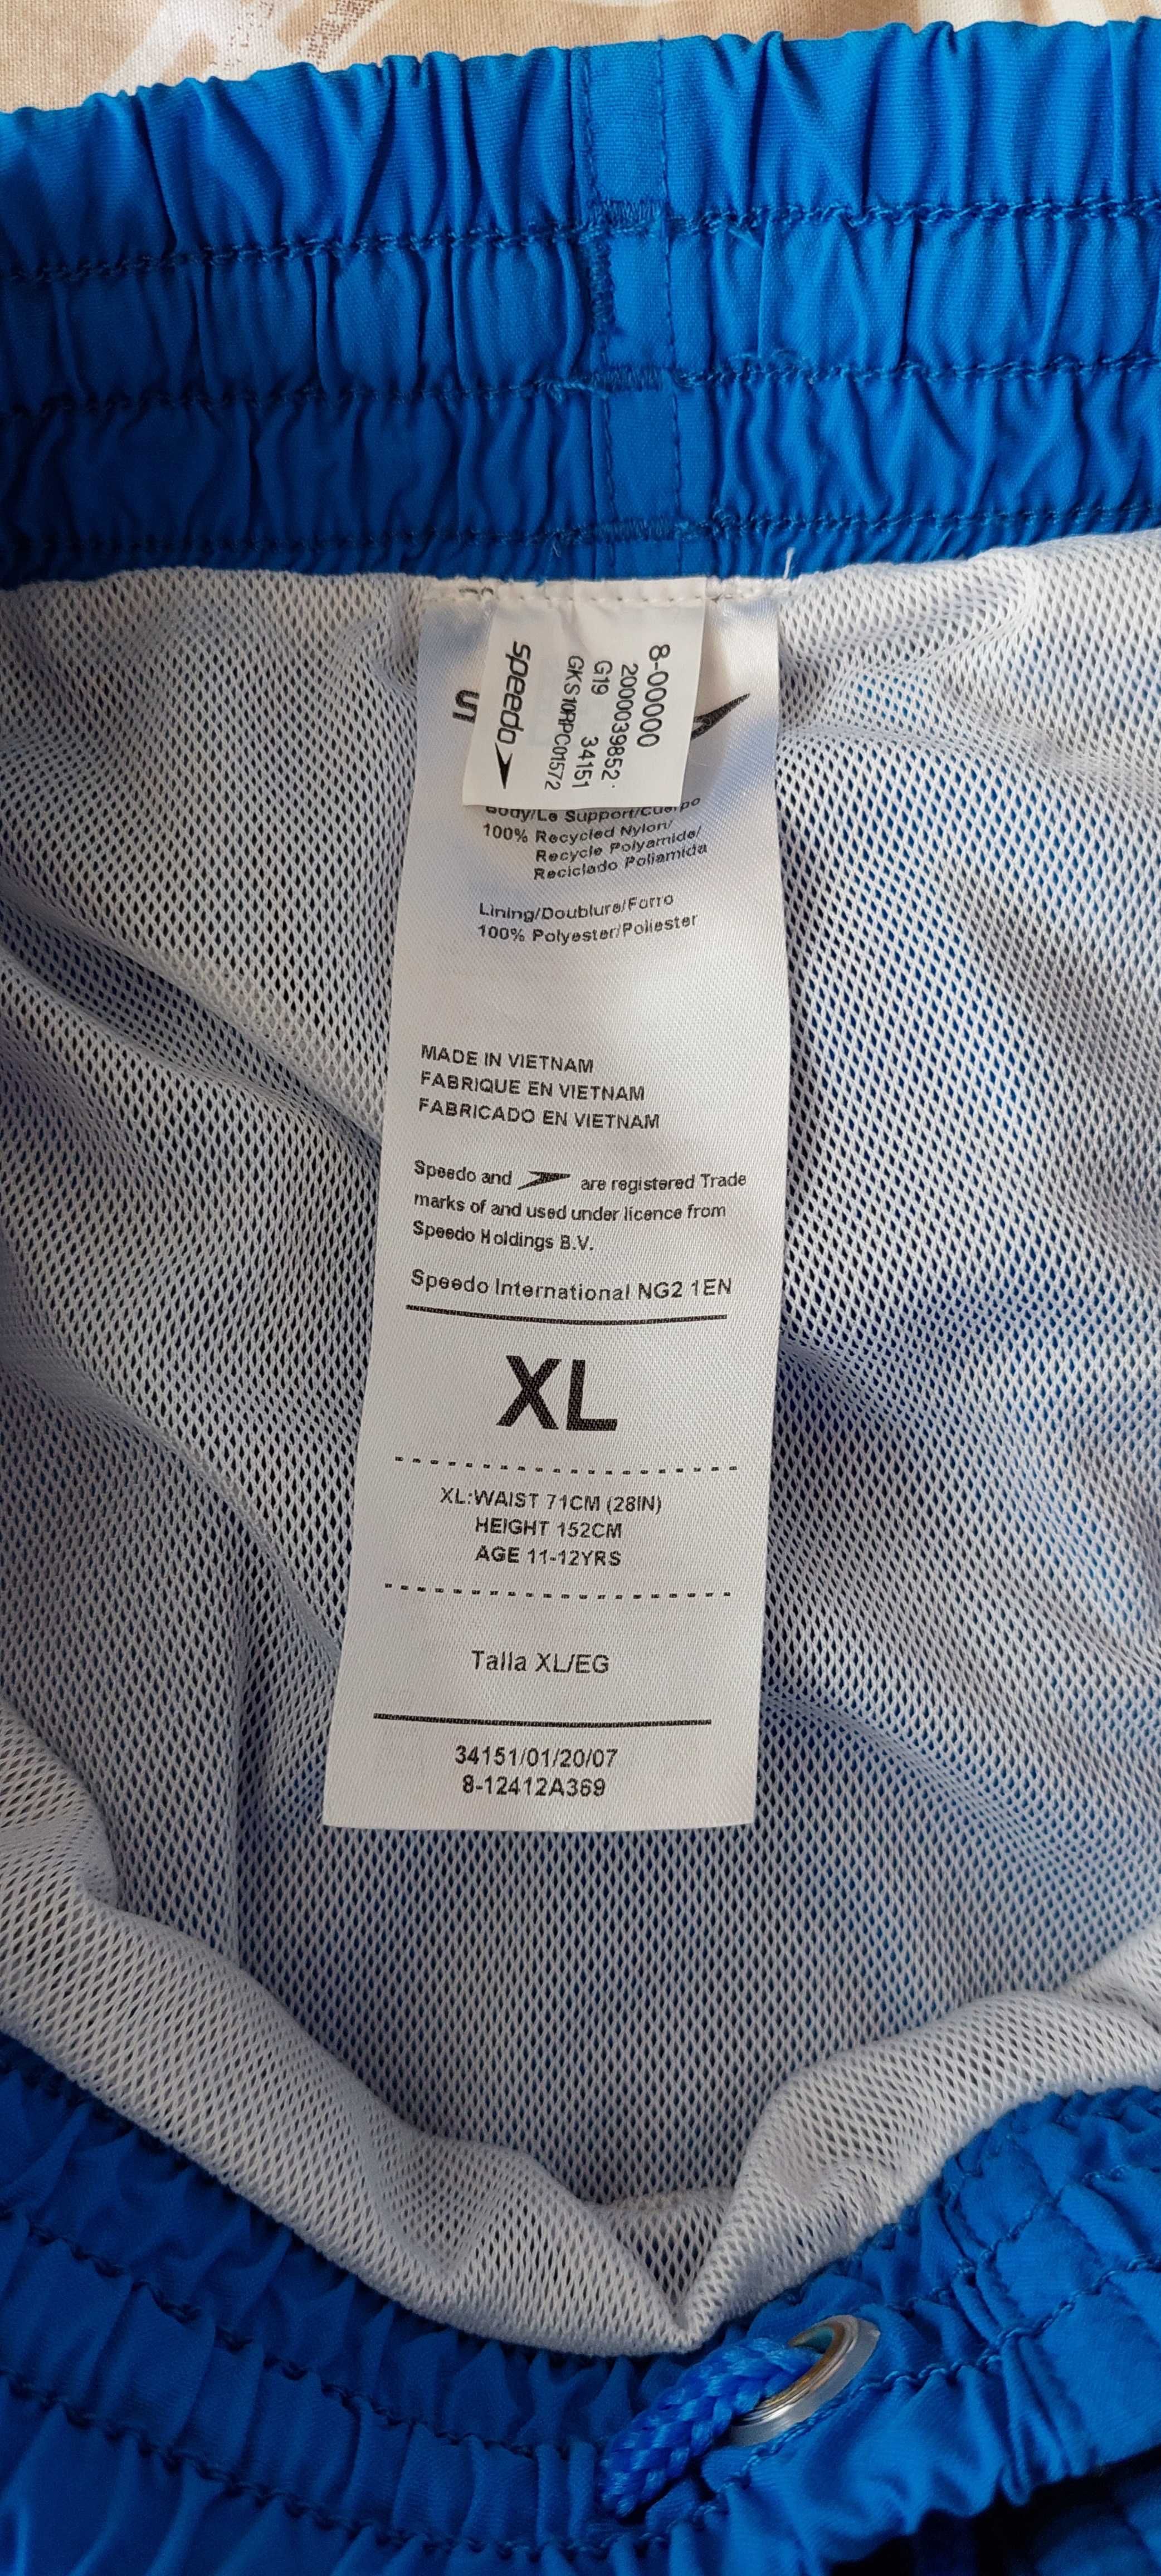 speedo
8-00000
2000039852
G19 34151
GKS10RPC01572
Body/Le Support/Cuerpo
100% Recycled Nylon/
Recycle Polyamide/
Reciclado Poliamida
Lining/Doublure/Forro
100% Polyester/Poliester
MADE IN VIETNAM
FABRIQUE EN VIETNAM
FABRICADO EN VIETNAM
Speedo and are registered Trade
marks of and used under licence from
Speedo Holdings B.V.
Speedo International NG2 1EN
XL
XL:WAIST 71CM (28IN)
HEIGHT 152CM
AGE 11-12YRS
Talla XL/EG
34151/01/20/07
8-12412A369